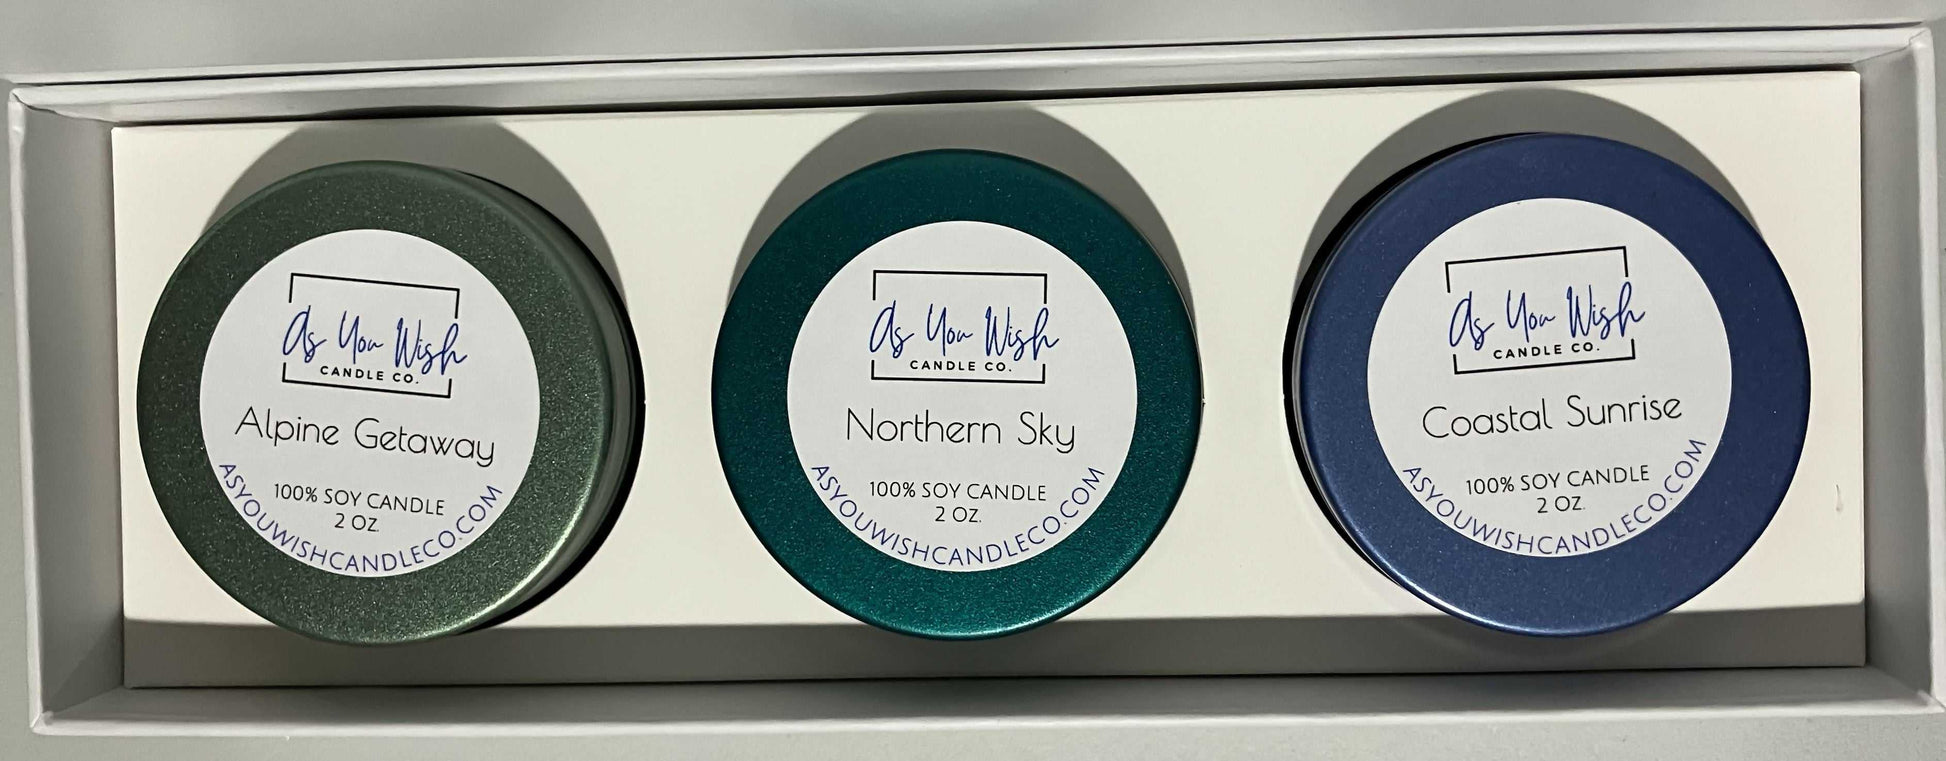 As You Wish
CANDLE CO.
Alpine Getaway
100% SOY CANDLE
2 OZ.
ASYOUWISHCANDLECO.COM
As You Wish
CANDLE CO.
Northern Sky
100% SOY CANDLE
2 OZ.
ASYOUWISHCANDLECO.COM
As You Wish
CANDLE CO.
Coastal Sunrise
100% SOY CANDLE
2 OZ.
ASYOUWISHCANDLECO.COM